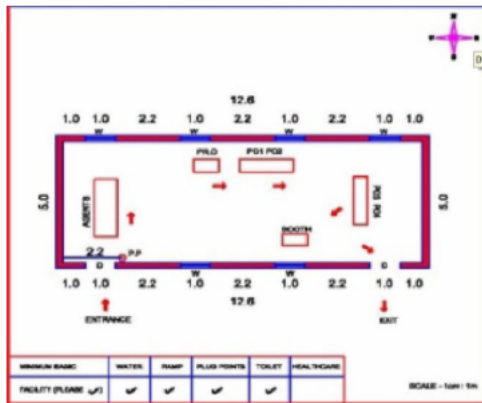 12.6
1.0 1.0 2.2 1.0 2.2 1.0 2.2 1.0 1.0
W W W W
PRLO PO1 PO2
5.0 AGENTS 5.0
BOOTH
2.2 P.P
D W W D
1.0 1.0 2.2 1.0 2.2 1.0 2.2 1.0 1.0
12.6
ENTRANCE EXIT
MINIMUM BASIC WATER RAMP PLUG POINTS TOILET HEALTHCARE
FACILITY (PLEASE ✓) ✓ ✓ ✓ ✓
SCALE - 1cm : 1m